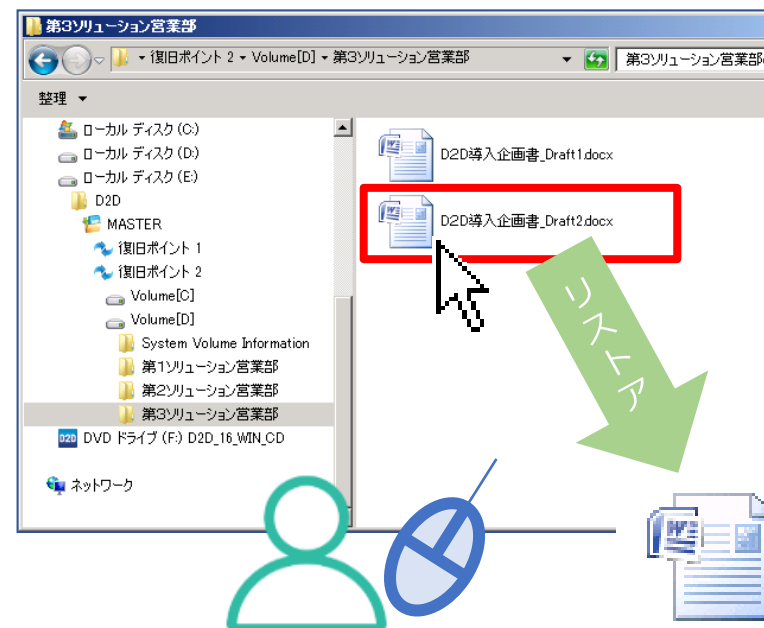 第3ソリューション営業部
復旧ポイント 2 Volume[D] 第3ソリューション営業部
第3ソリューション営業部
整理
ローカル ディスク (C:)
ローカル ディスク (D:)
ローカル ディスク (E:)
D2D
MASTER
復旧ポイント 1
復旧ポイント 2
Volume[C]
Volume[D]
System Volume Information
第1ソリューション営業部
第2ソリューション営業部
第3ソリューション営業部
D2D DVD ドライブ (F:) D2D_16_WIN_CD
ネットワーク
D2D導入企画書_Draft1.docx
D2D導入企画書_Draft2.docx
リストア